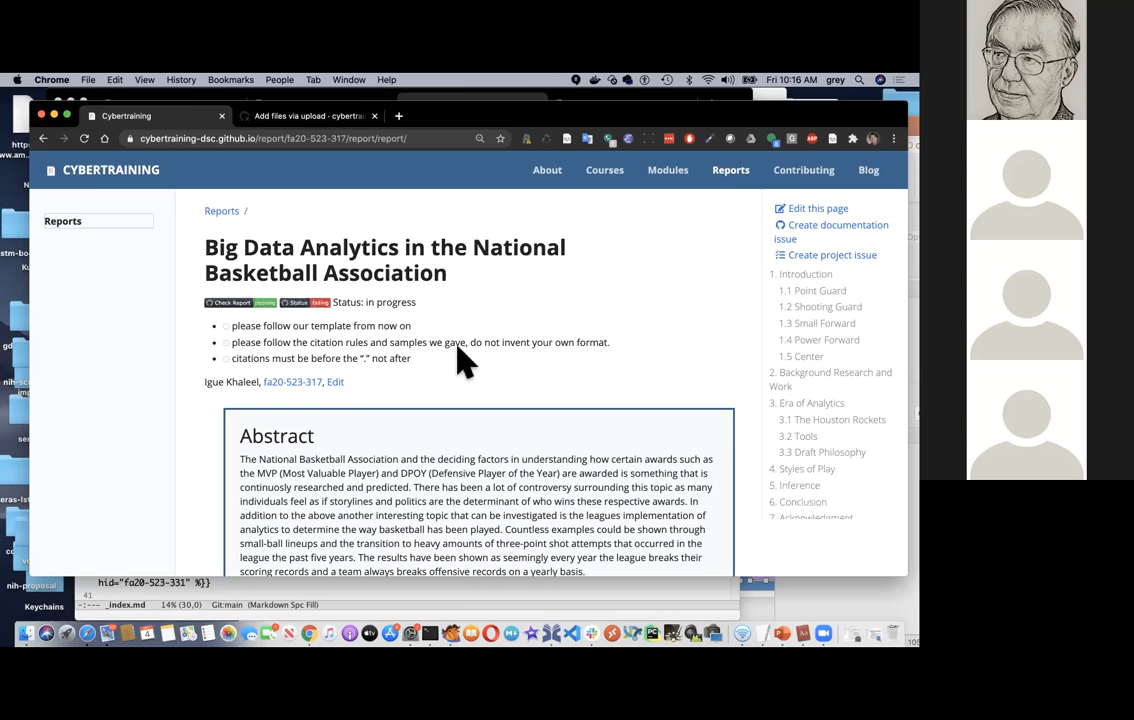 Chrome File Edit View History Bookmarks People Tab Window Help Fri 10:16 AM grey
Cybertraining
Add files via upload · cybertrai
cybertraining-dsc.github.io/report/fa20-523-317/report/report/
CYBERTRAINING
About Courses Modules Reports Contributing Blog
Reports
Reports /
Big Data Analytics in the National
Basketball Association
Check Report passing Status failing Status: in progress
please follow our template from now on
please follow the citation rules and samples we gave, do not invent your own format.
citations must be before the “.” not after
Igue Khaleel, fa20-523-317, Edit
Abstract
The National Basketball Association and the deciding factors in understanding how certain awards such as
the MVP (Most Valuable Player) and DPOY (Defensive Player of the Year) are awarded is something that is
continuosly researched and predicted. There has been a lot of controversy surrounding this topic as many
individuals feel as if storylines and politics are the determinant of who wins these respective awards. In
addition to the above another interesting topic that can be investigated is the leagues implementation of
analytics to determine the way basketball has been played. Countless examples could be shown through
small-ball lineups and the transition to heavy amounts of three-point shot attempts that occurred in the
league the past five years. The results have been shown as seemingly every year the league breaks their
scoring records and a team always breaks offensive records on a yearly basis.
Edit this page
Create documentation
issue
Create project issue
1. Introduction
1.1 Point Guard
1.2 Shooting Guard
1.3 Small Forward
1.4 Power Forward
1.5 Center
2. Background Research and
Work
3. Era of Analytics
3.1 The Houston Rockets
3.2 Tools
3.3 Draft Philosophy
4. Styles of Play
5. Inference
6. Conclusion
7. Acknowledgment
hid="fa20-523-331" %}}
41
-:--- _index.md 14% (30,0) Git:main (Markdown Spc Fill)
nih-proposal
Keychains